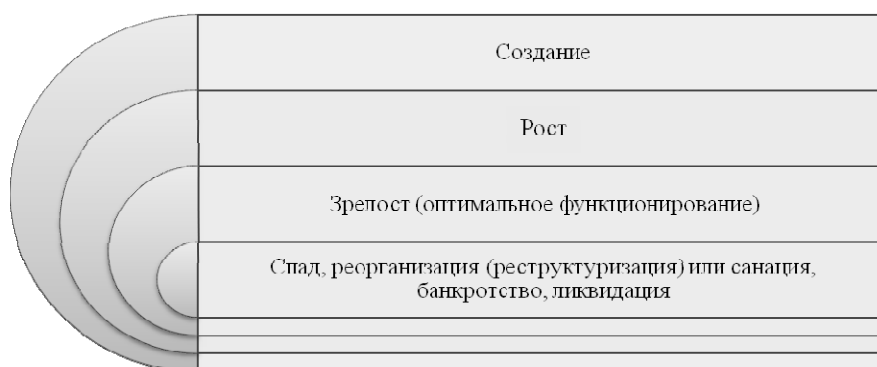 Создание
Рост
Зрелост (оптимальное функционирование)
Спад, реорганизация (реструктуризация) или санация,
банкротство, ликвидация